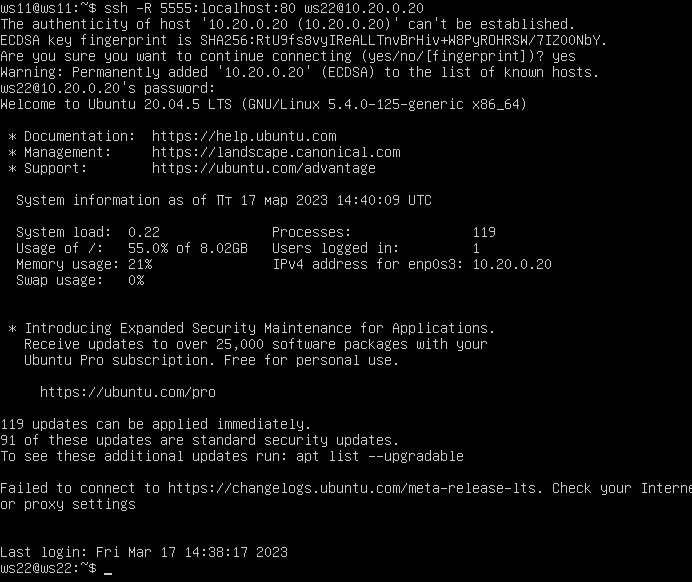 ws11@ws11:~$ ssh -R 5555:localhost:80 ws22@10.20.0.20
The authenticity of host '10.20.0.20 (10.20.0.20)' can't be established.
ECDSA key fingerprint is SHA256:RtU9fs8vyIReALLTnvBrHiv+W8PyROHRSW/7IZ00NbY.
Are you sure you want to continue connecting (yes/no/[fingerprint])? yes
Warning: Permanently added '10.20.0.20' (ECDSA) to the list of known hosts.
ws22@10.20.0.20's password:
Welcome to Ubuntu 20.04.5 LTS (GNU/Linux 5.4.0-125-generic x86_64)
* Documentation:  https://help.ubuntu.com
* Management:     https://landscape.canonical.com
* Support:        https://ubuntu.com/advantage
System information as of Пт 17 мар 2023 14:40:09 UTC
System load:  0.22              Processes:               119
Usage of /:   55.0% of 8.02GB   Users logged in:         1
Memory usage: 21%               IPv4 address for enp0s3: 10.20.0.20
Swap usage:   0%
* Introducing Expanded Security Maintenance for Applications.
Receive updates to over 25,000 software packages with your
Ubuntu Pro subscription. Free for personal use.
https://ubuntu.com/pro
119 updates can be applied immediately.
91 of these updates are standard security updates.
To see these additional updates run: apt list --upgradable
Failed to connect to https://changelogs.ubuntu.com/meta-release-lts. Check your Interne
or proxy settings
Last login: Fri Mar 17 14:38:17 2023
ws22@ws22:~$ _